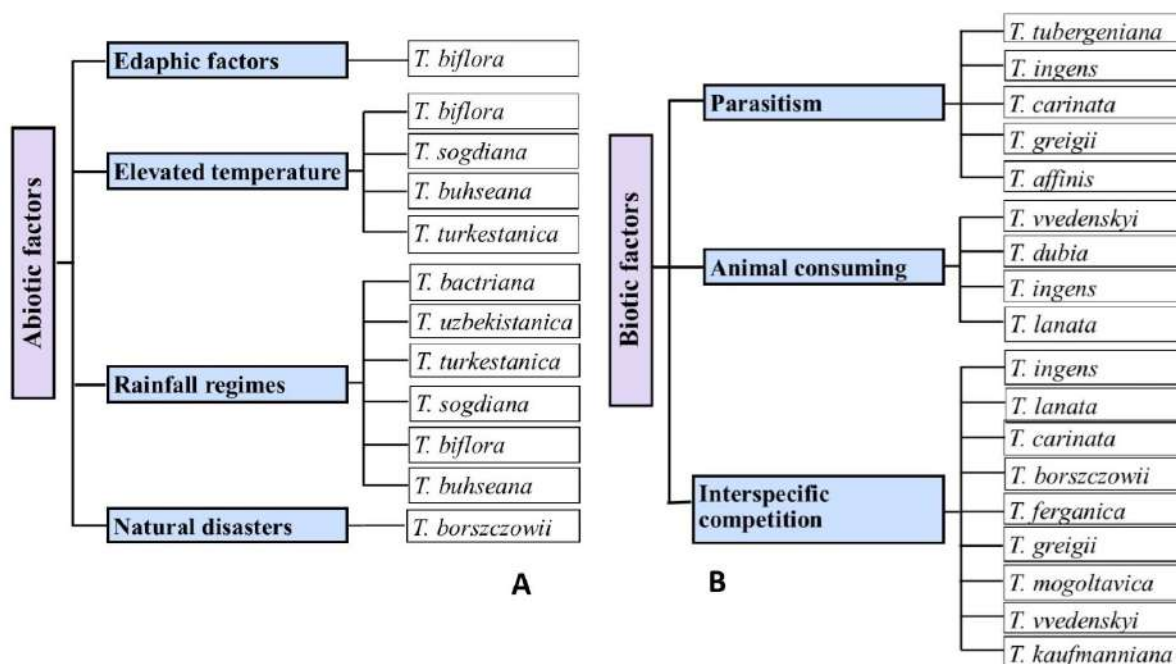 Abiotic factors
Edaphic factors
T. biflora
Elevated temperature
T. biflora
T. sogdiana
T. buhseana
T. turkestanica
Rainfall regimes
T. bactriana
T. uzbekistanica
T. turkestanica
T. sogdiana
T. biflora
T. buhseana
Natural disasters
T. borszczowii
A
Biotic factors
Parasitism
T. tubergeniana
T. ingens
T. carinata
T. greigii
T. affinis
Animal consuming
T. vvedenskyi
T. dubia
T. ingens
T. lanata
Interspecific
competition
T. ingens
T. lanata
T. carinata
T. borszczowii
T. ferganica
T. greigii
T. mogoltavica
T. vvedenskyi
T. kaufmanniana
B